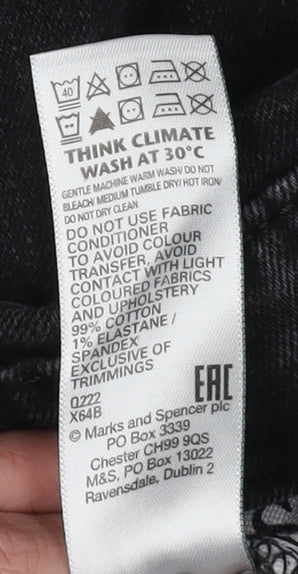 40
THINK CLIMATE
WASH AT 30°C
GENTLE MACHINE WARM WASH/ DO NOT
BLEACH/ MEDIUM TUMBLE DRY/ HOT IRON/
DO NOT DRY CLEAN
DO NOT USE FABRIC
CONDITIONER
TO AVOID COLOUR
TRANSFER, AVOID
CONTACT WITH LIGHT
COLOURED FABRICS
AND UPHOLSTERY
99% COTTON
1% ELASTANE /
SPANDEX
EXCLUSIVE OF
TRIMMINGS
Q222
X64B
EAC
© Marks and Spencer plc
PO Box 3339
Chester CH99 9QS
M&S, PO Box 13022
Ravensdale, Dublin 2